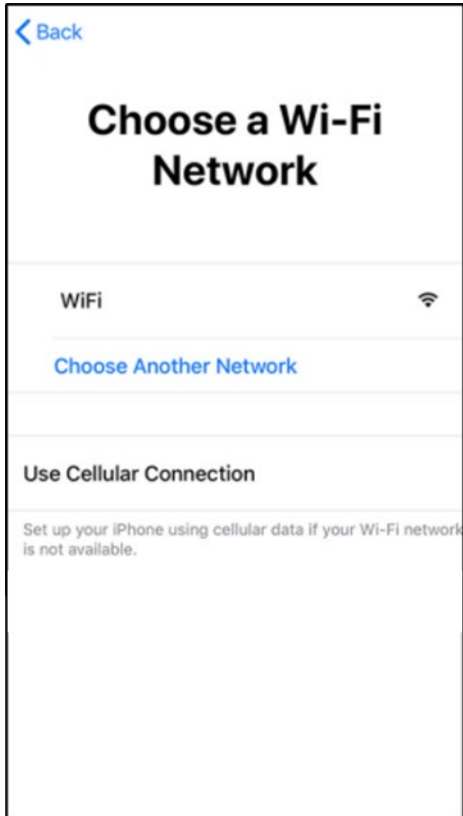 Back
Choose a Wi-Fi
Network
WiFi
Choose Another Network
Use Cellular Connection
Set up your iPhone using cellular data if your Wi-Fi network
is not available.